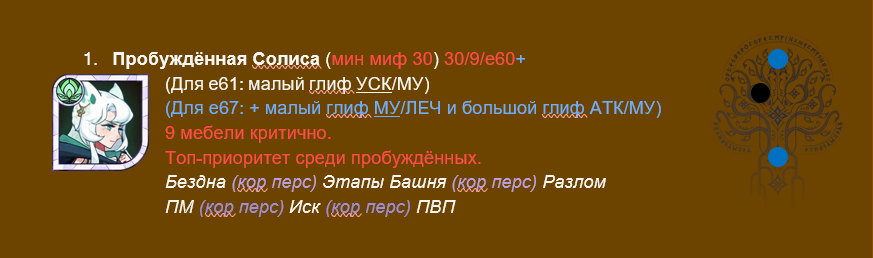 1. Пробуждённая Солиса (мин миф 30) 30/9/е60+
(Для е61: малый глиф УСК/МУ)
(Для е67: + малый глиф МУ/ЛЕЧ и большой глиф АТК/МУ)
9 мебели критично.
Топ-приоритет среди пробуждённых.
Бездна (кор перс) Этапы Башня (кор перс) Разлом
ПМ (кор перс) Иск (кор перс) ПВП